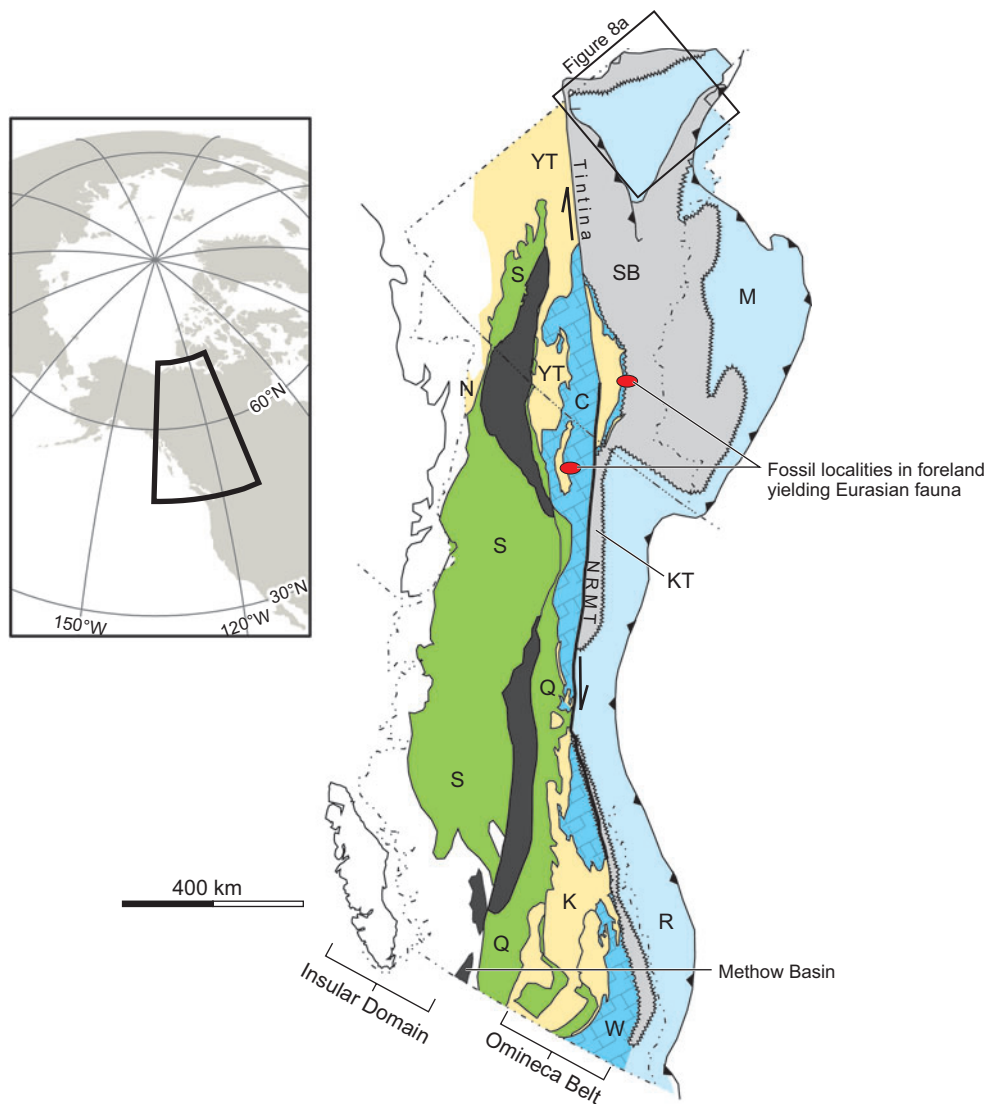 Figure 8a
YT
Tintina
S
SB
M
60°N
N
YT
C
Fossil localities in foreland
yielding Eurasian fauna
S
NRMT
KT
30°N
150°W
120°W
Q
S
400 km
K
R
Q
Methow Basin
Insular Domain
W
Omineca Belt